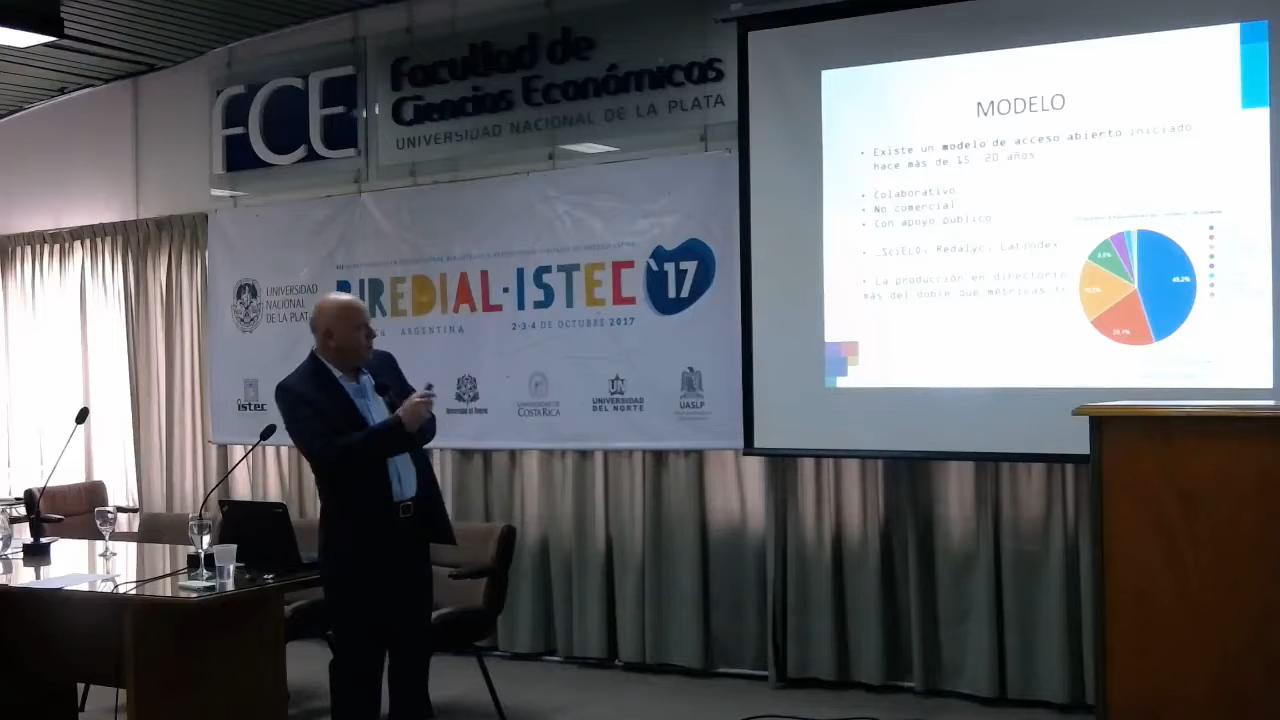 FCE
Facultad de
Ciencias Económicas
UNIVERSIDAD NACIONAL DE LA PLATA
UNIVERSIDAD
NACIONAL
DE LA PLATA
BIREDIAL-ISTEC '17
ARGENTINA
2·3·4 DE OCTUBRE 2017
istec
UNIVERSIDAD DE
COSTA RICA
UNIVERSIDAD
DEL NORTE
UASLP
MODELO
• Existe un modelo de acceso abierto iniciado
hace más de 15 20 años
• Colaborativo
• No comercial
• Con apoyo público
• …SciELO, Redalyc, Latindex
• La producción en directorio
más del doble que métricas